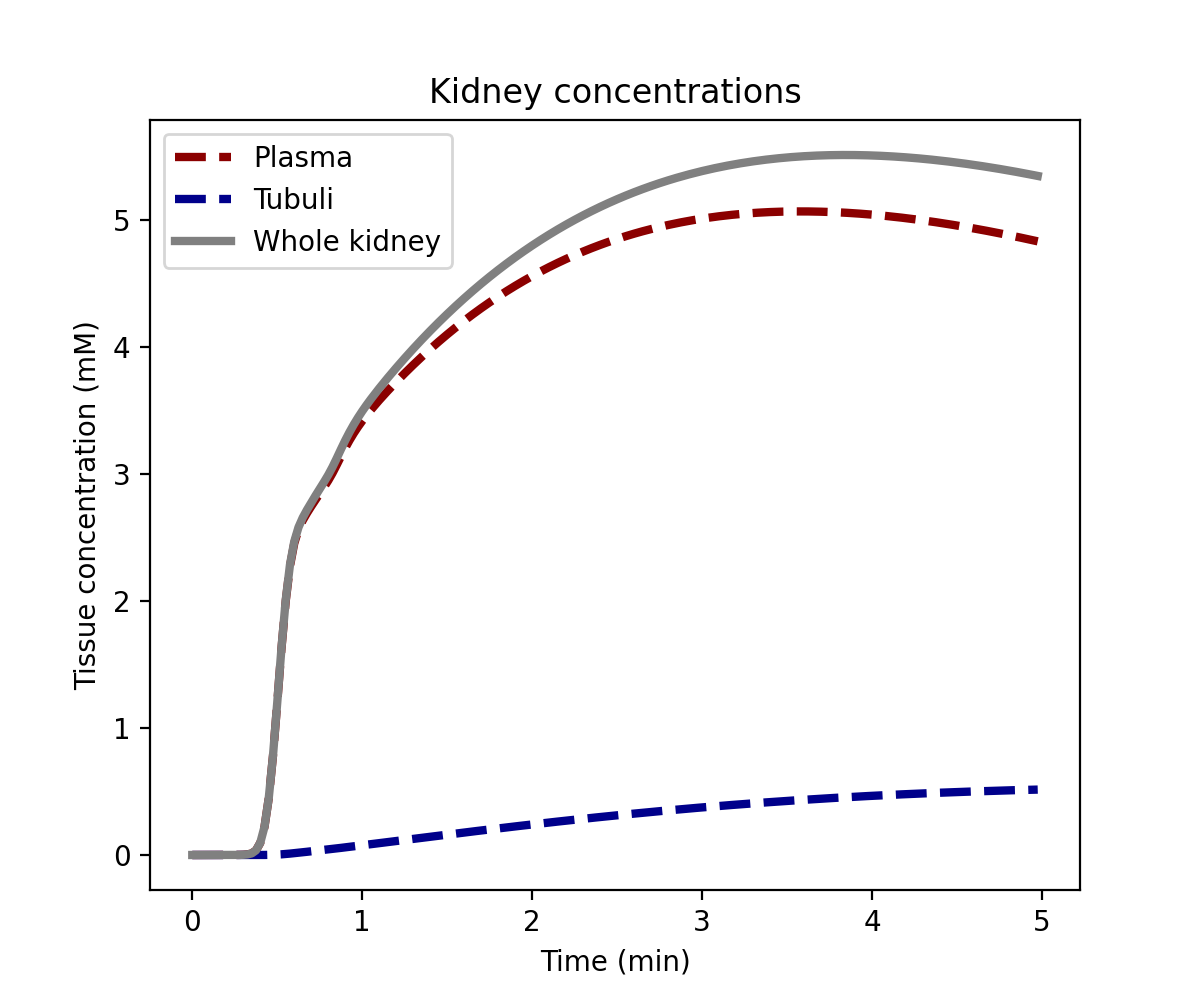 Kidney concentrations
Plasma
Tubuli
Whole kidney
Tissue concentration (mM)
5
4
3
2
1
0
0 1 2 3 4 5
Time (min)